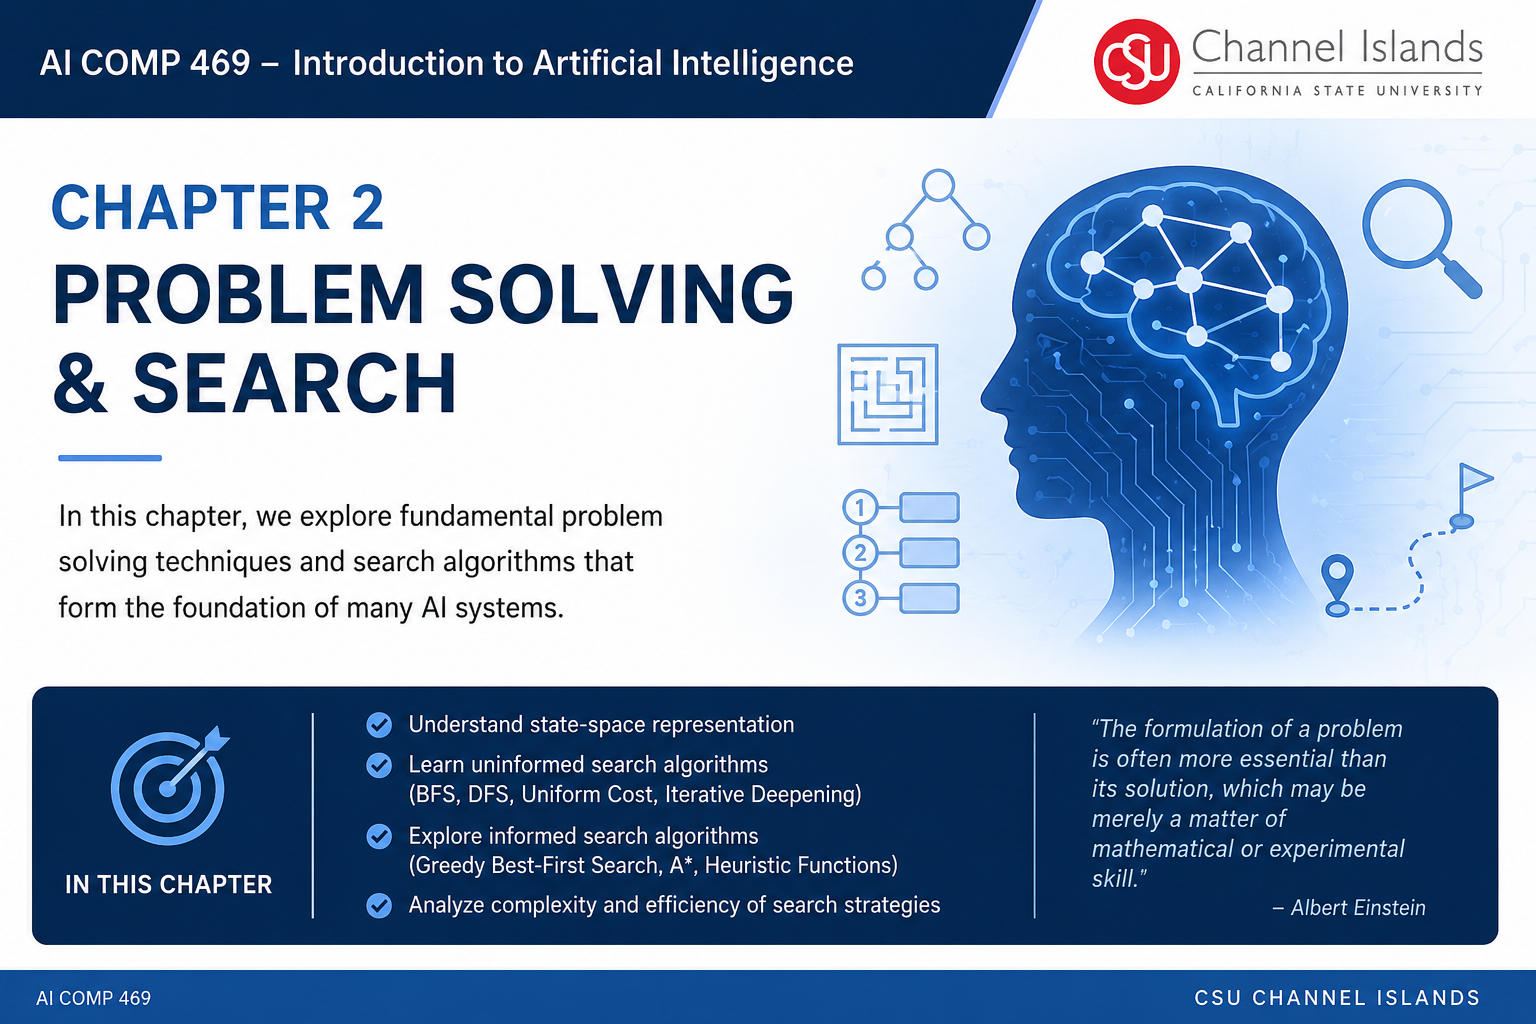 AI COMP 469 – Introduction to Artificial Intelligence
CSU Channel Islands
CALIFORNIA STATE UNIVERSITY
CHAPTER 2
PROBLEM SOLVING
& SEARCH
In this chapter, we explore fundamental problem
solving techniques and search algorithms that
form the foundation of many AI systems.
1
2
3
IN THIS CHAPTER
Understand state-space representation
Learn uninformed search algorithms
(BFS, DFS, Uniform Cost, Iterative Deepening)
Explore informed search algorithms
(Greedy Best-First Search, A*, Heuristic Functions)
Analyze complexity and efficiency of search strategies
“The formulation of a problem
is often more essential than
its solution, which may be
merely a matter of
mathematical or experimental
skill.”
– Albert Einstein
AI COMP 469
CSU CHANNEL ISLANDS